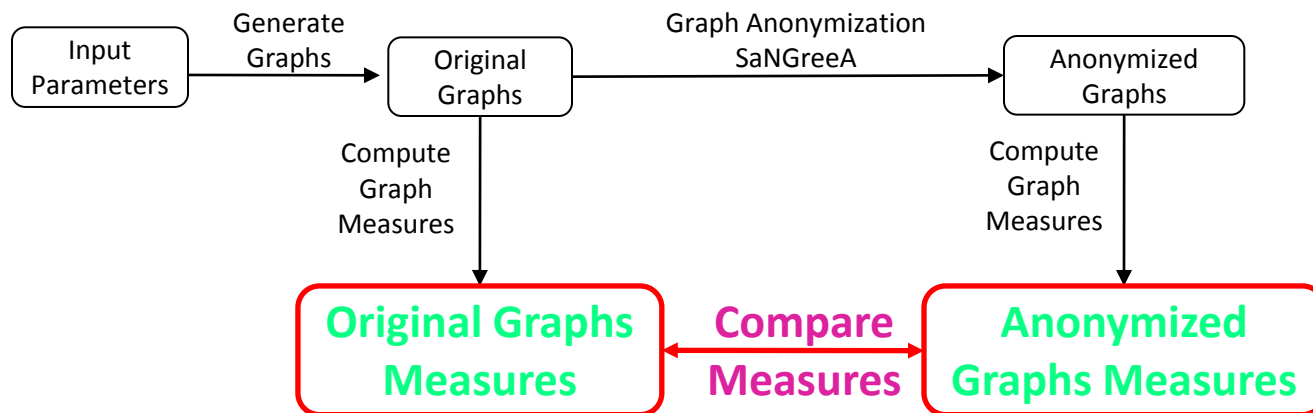 Input
Parameters
Generate
Graphs
Original
Graphs
Graph Anonymization
SaNGreeA
Anonymized
Graphs
Compute
Graph
Measures
Compute
Graph
Measures
Original Graphs
Measures
Compare
Measures
Anonymized
Graphs Measures